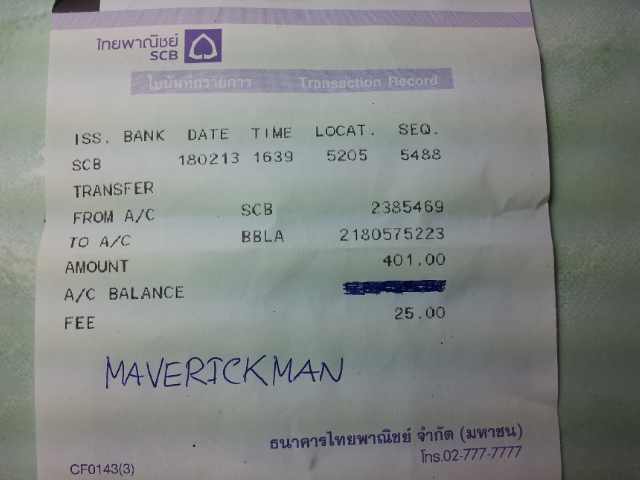 ไทยพาณิชย์
SCB
ใบบันทึกรายการ Transaction Record
ISS. BANK DATE TIME LOCAT. SEQ.
SCB 180213 1639 5205 5488
TRANSFER
FROM A/C SCB 2385469
TO A/C BBLA 2180575223
AMOUNT 401.00
A/C BALANCE
FEE 25.00
MAVERICKMAN
ธนาคารไทยพาณิชย์ จำกัด (มหาชน)
โทร.02-777-7777
CF0143(3)